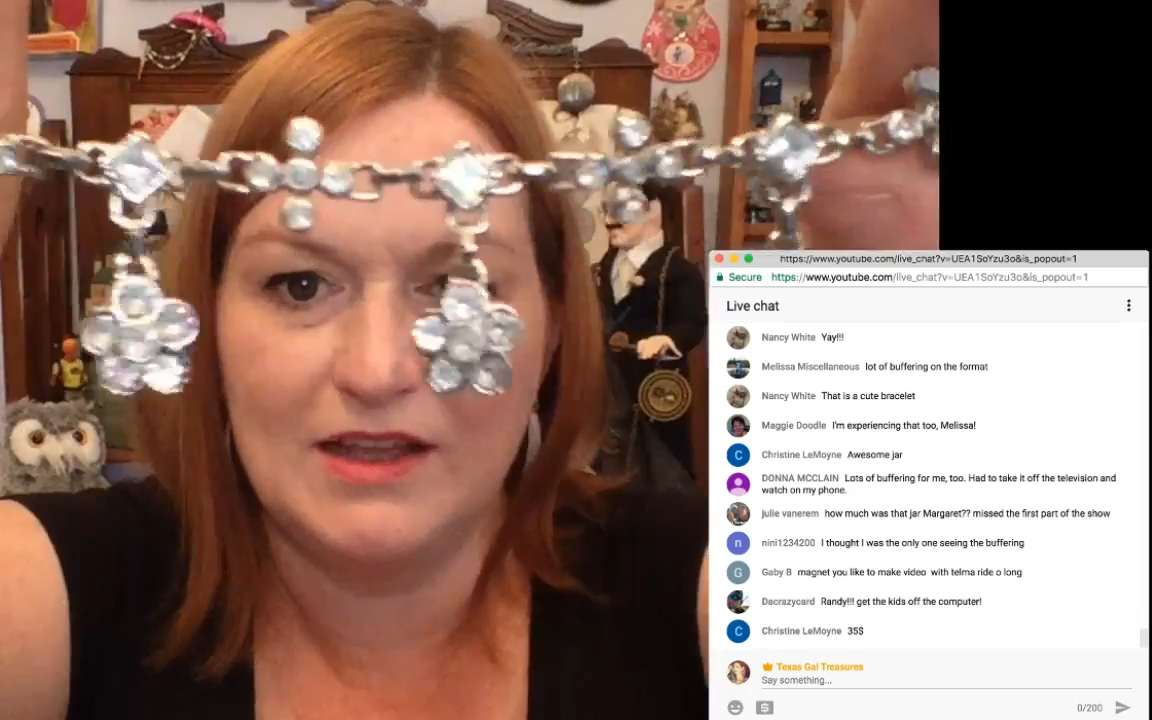 https://www.youtube.com/live_chat?v=UEA1SoYzu3o&is_popout=1
Secure https://www.youtube.com/live_chat?v=UEA1SoYzu3o&is_popout=1
Live chat
Nancy White Yay!!!
Melissa Miscellaneous lot of buffering on the format
Nancy White That is a cute bracelet
Maggie Doodle I'm experiencing that too, Melissa!
C Christine LeMoyne Awesome jar
DONNA MCCLAIN Lots of buffering for me, too. Had to take it off the television and
watch on my phone.
julie vanerem how much was that jar Margaret?? missed the first part of the show
n nini1234200 I thought I was the only one seeing the buffering
G Gaby B magnet you like to make video with telma ride o long
Dacrazycard Randy!!! get the kids off the computer!
C Christine LeMoyne 35$
Texas Gal Treasures
Say something...
$ 0/200